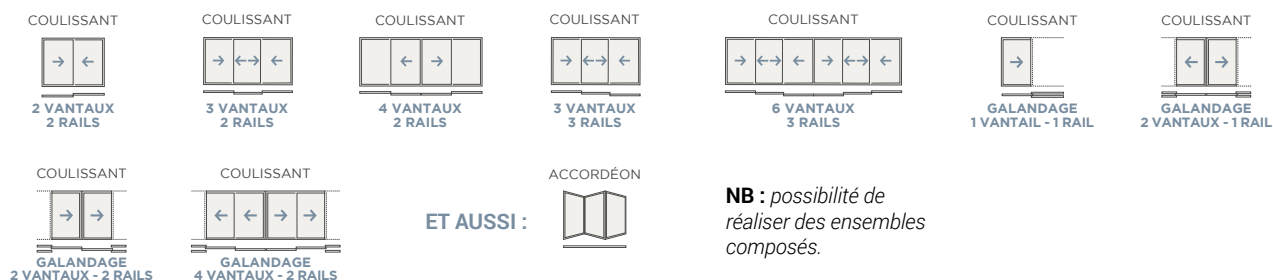 COULISSANT
2 VANTAUX
2 RAILS
COULISSANT
3 VANTAUX
2 RAILS
COULISSANT
4 VANTAUX
2 RAILS
COULISSANT
3 VANTAUX
3 RAILS
COULISSANT
6 VANTAUX
3 RAILS
COULISSANT
GALANDAGE
1 VANTAIL - 1 RAIL
COULISSANT
GALANDAGE
2 VANTAUX - 1 RAIL
COULISSANT
GALANDAGE
2 VANTAUX - 2 RAILS
COULISSANT
GALANDAGE
4 VANTAUX - 2 RAILS
ET AUSSI :
ACCORDÉON
NB : possibilité de
réaliser des ensembles
composés.